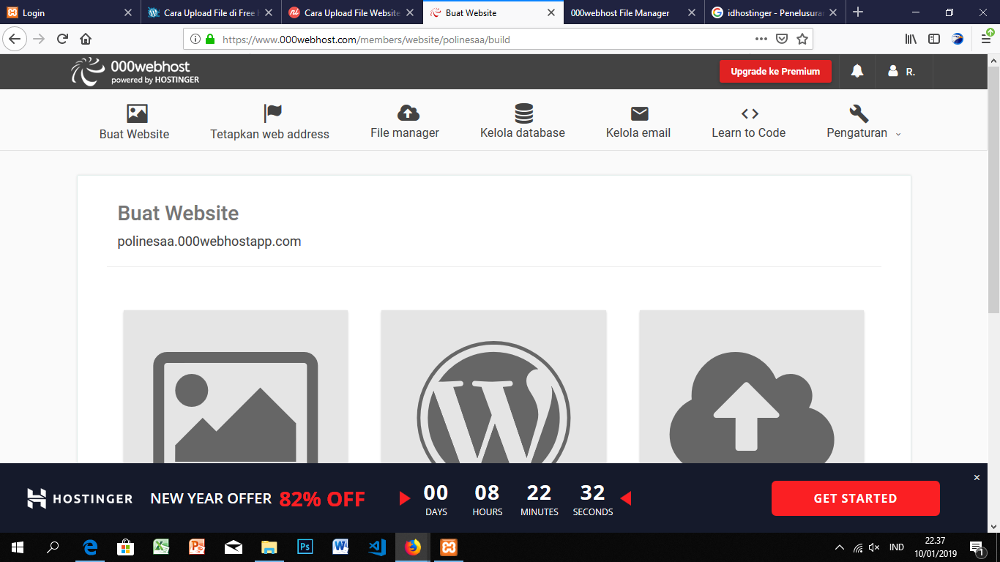 Login
Cara Upload File di Free
Cara Upload File Website
Buat Website
000webhost File Manager
idhostinger - Penelusuran
https://www.000webhost.com/members/website/polinesaa/build
000webhost
powered by HOSTINGER
Upgrade ke Premium
R.
Buat Website
Tetapkan web address
File manager
Kelola database
Kelola email
Learn to Code
Pengaturan
Buat Website
polinesaa.000webhostapp.com
HOSTINGER
NEW YEAR OFFER 82% OFF
00 08 22 32
DAYS HOURS MINUTES SECONDS
GET STARTED
IND
22.37
10/01/2019
1